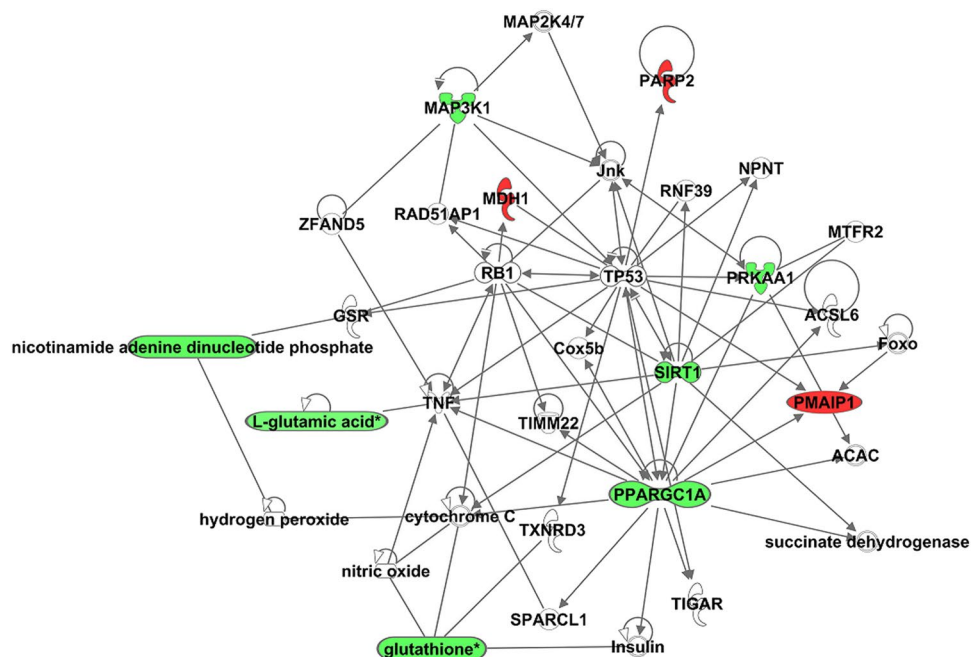 MAP2K4/7
PARP2
MAP3K1
Jnk
NPNT
RNF39
MDH1
RAD51AP1
ZFAND5
MTFR2
RB1
TP53
PRKAA1
GSR
ACSL6
nicotinamide adenine dinucleotide phosphate
Cox5b
Foxo
SIRT1
TNF
PMAIP1
L-glutamic acid*
TIMM22
ACAC
PPARGC1A
hydrogen peroxide
cytochrome C
TXNRD3
succinate dehydrogenase
nitric oxide
TIGAR
SPARCL1
glutathione*
Insulin